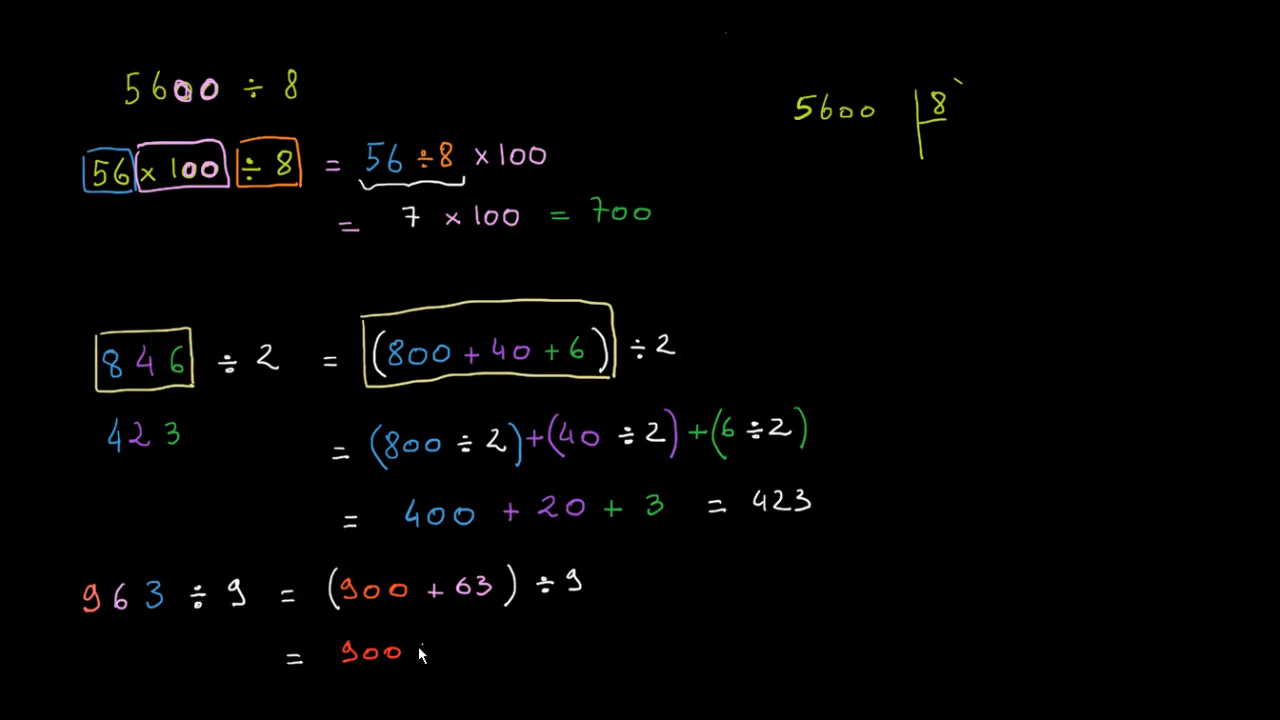 5600 ÷ 8
56 × 100 ÷ 8 = 56 ÷ 8 × 100
= 7 × 100 = 700
846 ÷ 2 = (800 + 40 + 6) ÷ 2
423
= (800 ÷ 2) + (40 ÷ 2) + (6 ÷ 2)
= 400 + 20 + 3 = 423
963 ÷ 9 = (900 + 63) ÷ 9
= 900
5600 8